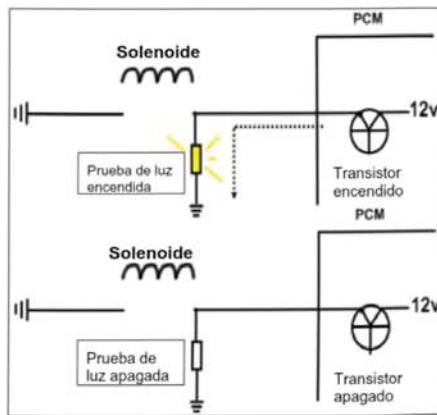 PCM
Solenoide
12v
Prueba de luz
encendida
Transistor
encendido
PCM
Solenoide
12v
Prueba de
luz apagada
Transistor
apagado